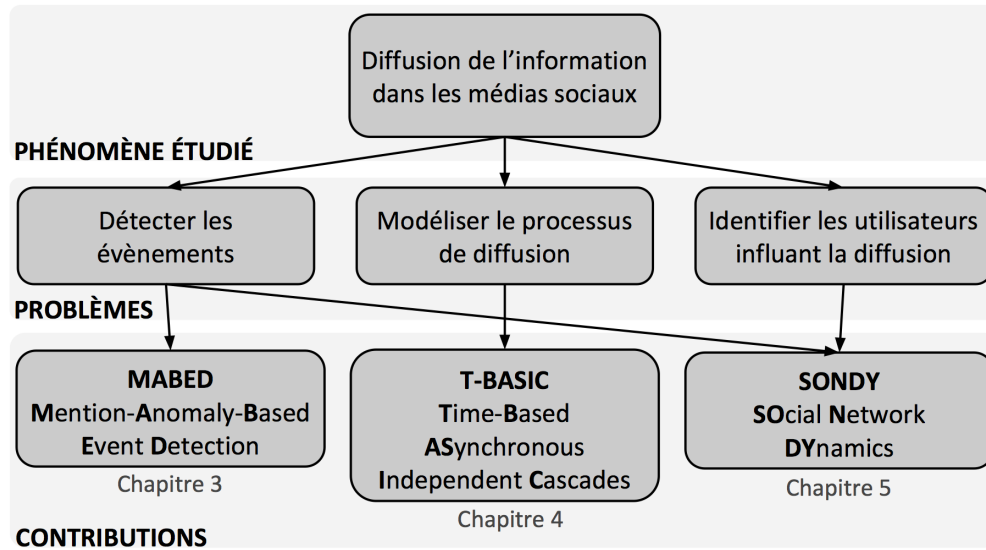 Diffusion de l'information
dans les médias sociaux
PHÉNOMÈNE ÉTUDIÉ
Détecter les
évènements
Modéliser le processus
de diffusion
Identifier les utilisateurs
influant la diffusion
PROBLÈMES
MABED
Mention-Anomaly-Based
Event Detection
Chapitre 3
T-BASIC
Time-Based
ASynchronous
Independent Cascades
Chapitre 4
SONDY
SOcial Network
DYnamics
Chapitre 5
CONTRIBUTIONS